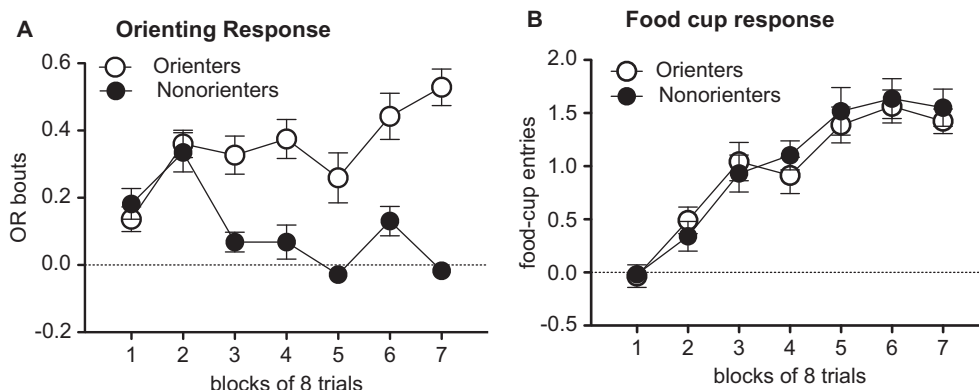 A
Orienting Response
0.6
0.4
0.2
0.0
-0.2
OR bouts
Orienters
Nonorienters
1 2 3 4 5 6 7
blocks of 8 trials
B
Food cup response
2.0
1.5
1.0
0.5
0.0
-0.5
food-cup entries
Orienters
Nonorienters
1 2 3 4 5 6 7
blocks of 8 trials